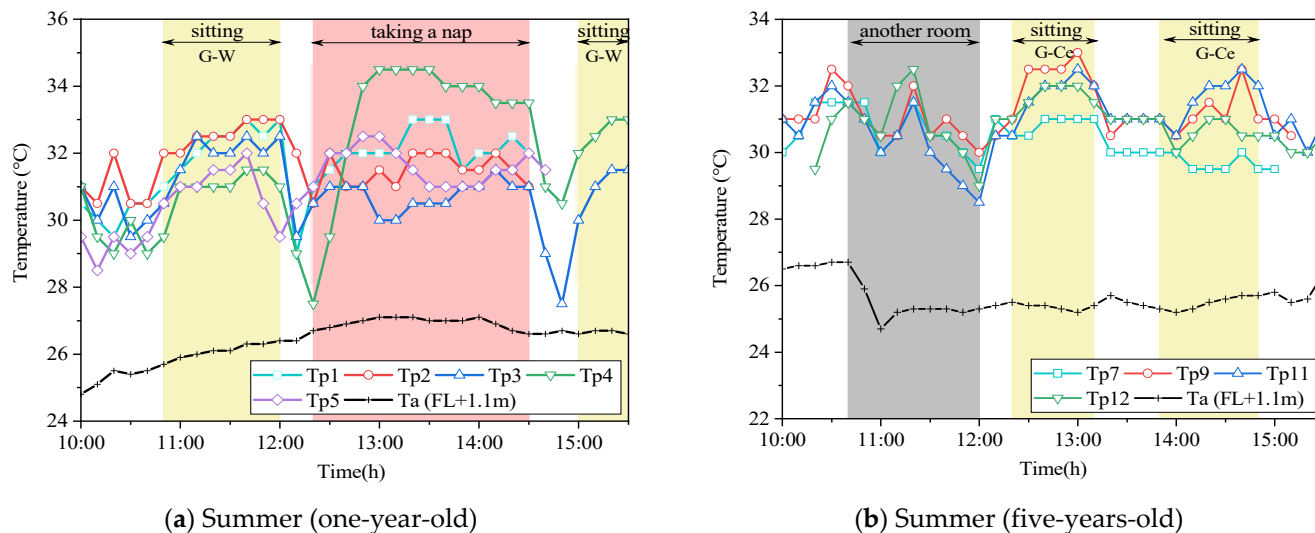 36
34
32
30
28
26
24
Temperature (°C)
sitting
G-W
taking a nap
sitting
G-W
Tp1 Tp2 Tp3 Tp4
Tp5 Ta (FL+1.1m)
10:00 11:00 12:00 13:00 14:00 15:00
Time(h)
(a) Summer (one-year-old)
34
32
30
28
26
24
22
Temperature (°C)
another room
sitting
G-Ce
sitting
G-Ce
Tp7 Tp9 Tp11
Tp12 Ta (FL+1.1m)
10:00 11:00 12:00 13:00 14:00 15:00
Time(h)
(b) Summer (five-years-old)